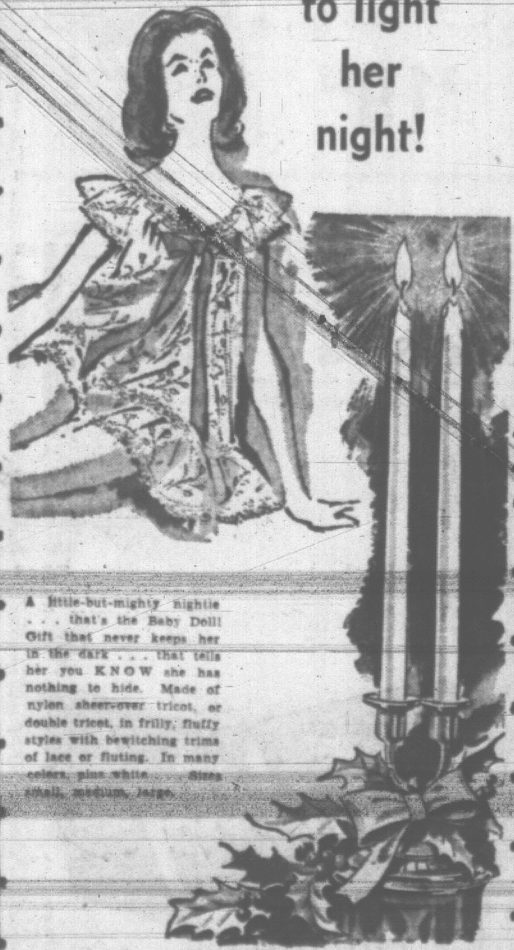 to light
her
night!
A little-but-mighty nightie
. . . that's the Baby Doll!
Gift that never keeps her
in the dark . . . that tells
her you KNOW she has
nothing to hide. Made of
nylon sheer-over tricot, or
double tricot, in frilly, fluffy
styles with bewitching trims
of lace or fluting. In many
colors, plus white. Sizes
small, medium, large.